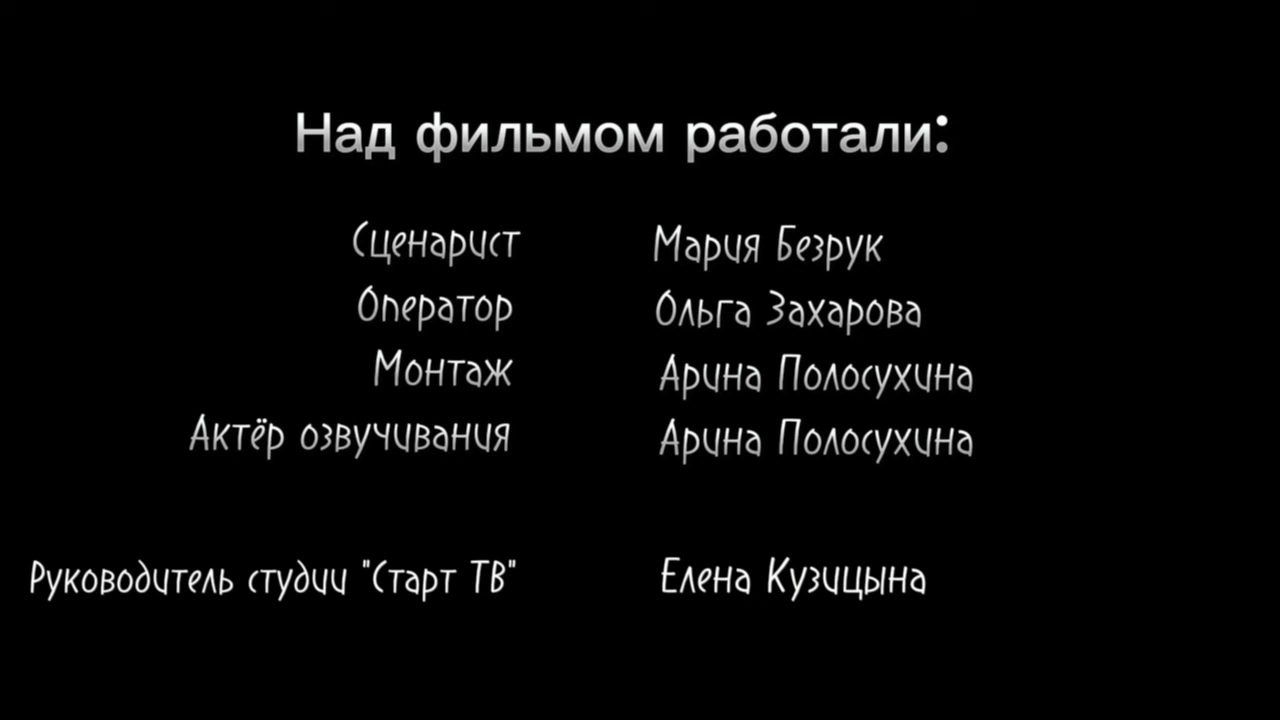 Над фильмом работали:
Сценарист Мария Безрук
Оператор Ольга Захарова
Монтаж Арина Полосухина
Актёр озвучивания Арина Полосухина
Руководитель студии "Старт ТВ" Елена Кузицына